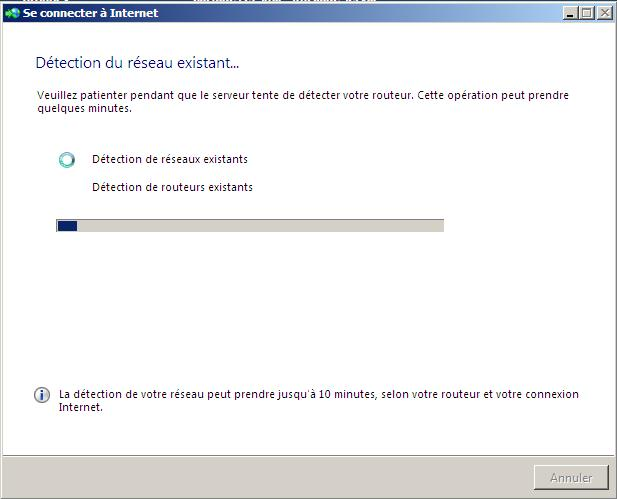 Se connecter à Internet
Détection du réseau existant...
Veuillez patienter pendant que le serveur tente de détecter votre routeur. Cette opération peut prendre
quelques minutes.
Détection de réseaux existants
Détection de routeurs existants
La détection de votre réseau peut prendre jusqu'à 10 minutes, selon votre routeur et votre connexion
Internet.
Annuler